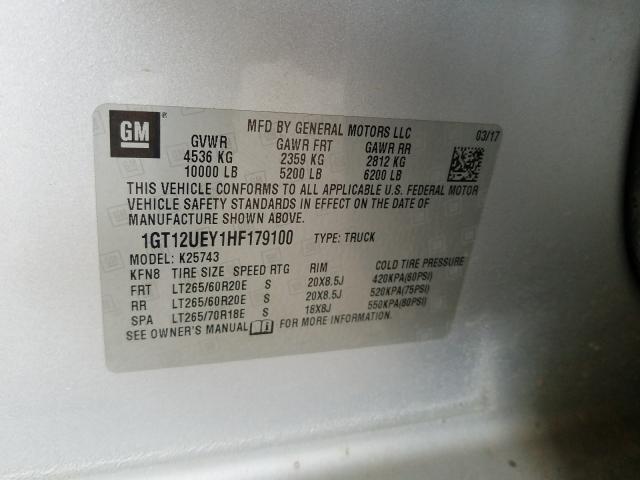 GM ®
MFD BY GENERAL MOTORS LLC 03/17
GVWR GAWR FRT GAWR RR
4536 KG 2359 KG 2812 KG
10000 LB 5200 LB 6200 LB
THIS VEHICLE CONFORMS TO ALL APPLICABLE U.S. FEDERAL MOTOR
VEHICLE SAFETY STANDARDS IN EFFECT ON THE DATE OF
MANUFACTURE SHOWN ABOVE.
1GT12UEY1HF179100 TYPE: TRUCK
MODEL: K25743
KFN8 TIRE SIZE SPEED RTG RIM COLD TIRE PRESSURE
FRT LT265/60R20E S 20X8.5J 420KPA(60PSI)
RR LT265/60R20E S 20X8.5J 520KPA(75PSI)
SPA LT265/70R18E S 18X8J 550KPA(80PSI)
SEE OWNER'S MANUAL FOR MORE INFORMATION.